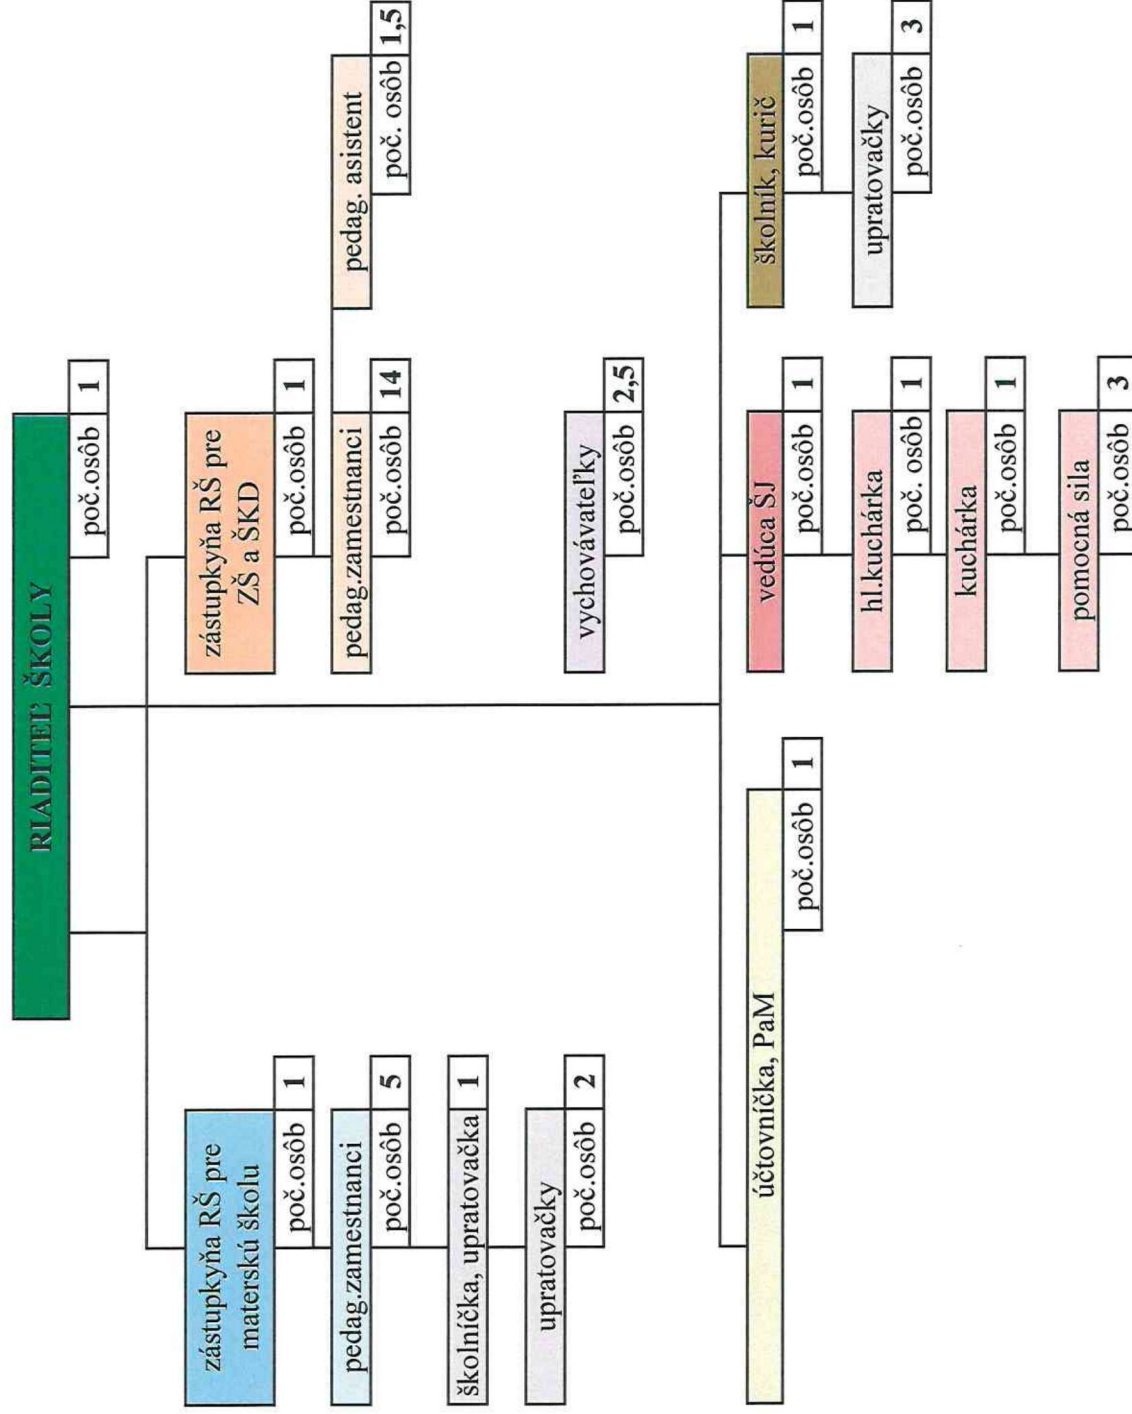 RIADITEĽ ŠKOLY
poč.osôb 1
zástupkyňa RŠ pre
materskú školu
poč.osôb 1
pedag.zamestnanci
poč.osôb 5
školníčka, upratovačka 1
upratovačky
poč.osôb 2
zástupkyňa RŠ pre
ZŠ a ŠKD
poč.osôb 1
pedag.zamestnanci
poč.osôb 14
pedag. asistent
poč. osôb 1,5
vychovávateľky
poč.osôb 2,5
účtovníčka, PaM
poč.osôb 1
vedúca ŠJ
poč.osôb 1
hl.kuchárka
poč. osôb 1
kuchárka
poč.osôb 1
pomocná sila
poč.osôb 3
školník, kurič
poč.osôb 1
upratovačky
poč.osôb 3